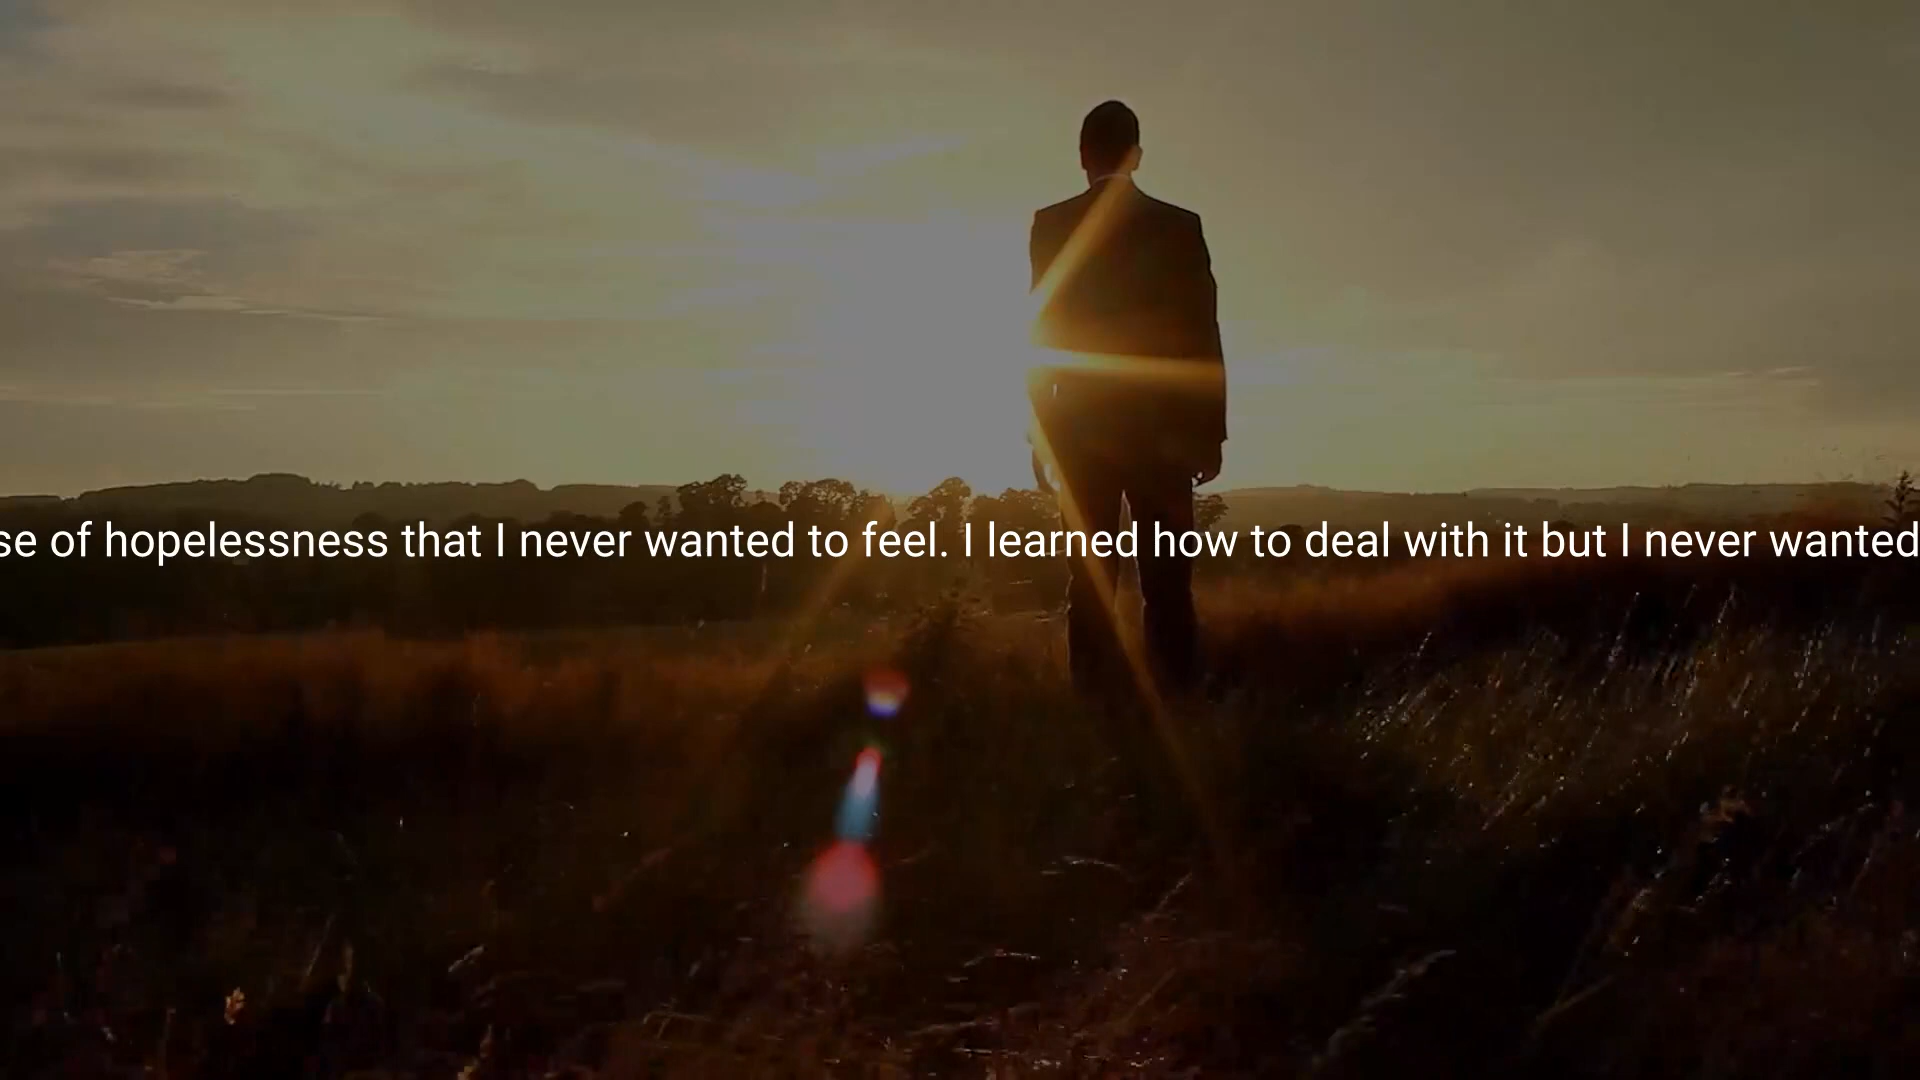 se of hopelessness that I never wanted to feel. I learned how to deal with it but I never wanted